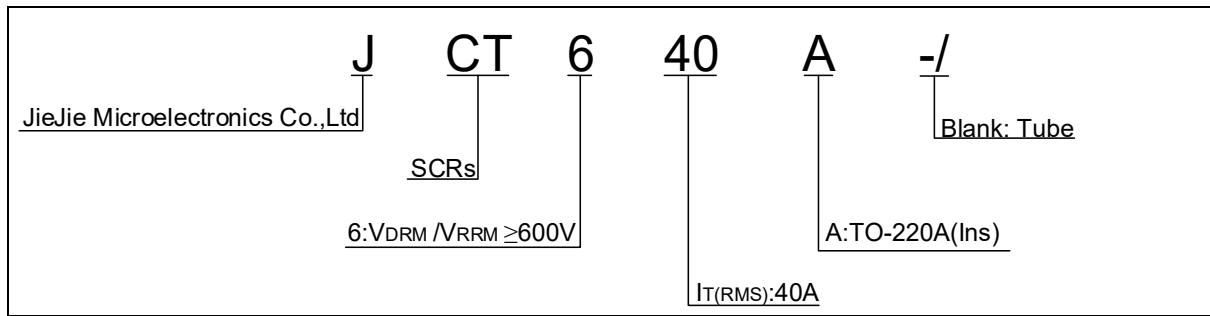 J CT 6 40 A -/
JieJie Microelectronics Co.,Ltd
Blank: Tube
SCRs
6:VDRM /VRRM ≥600V
A:TO-220A(Ins)
IT(RMS):40A